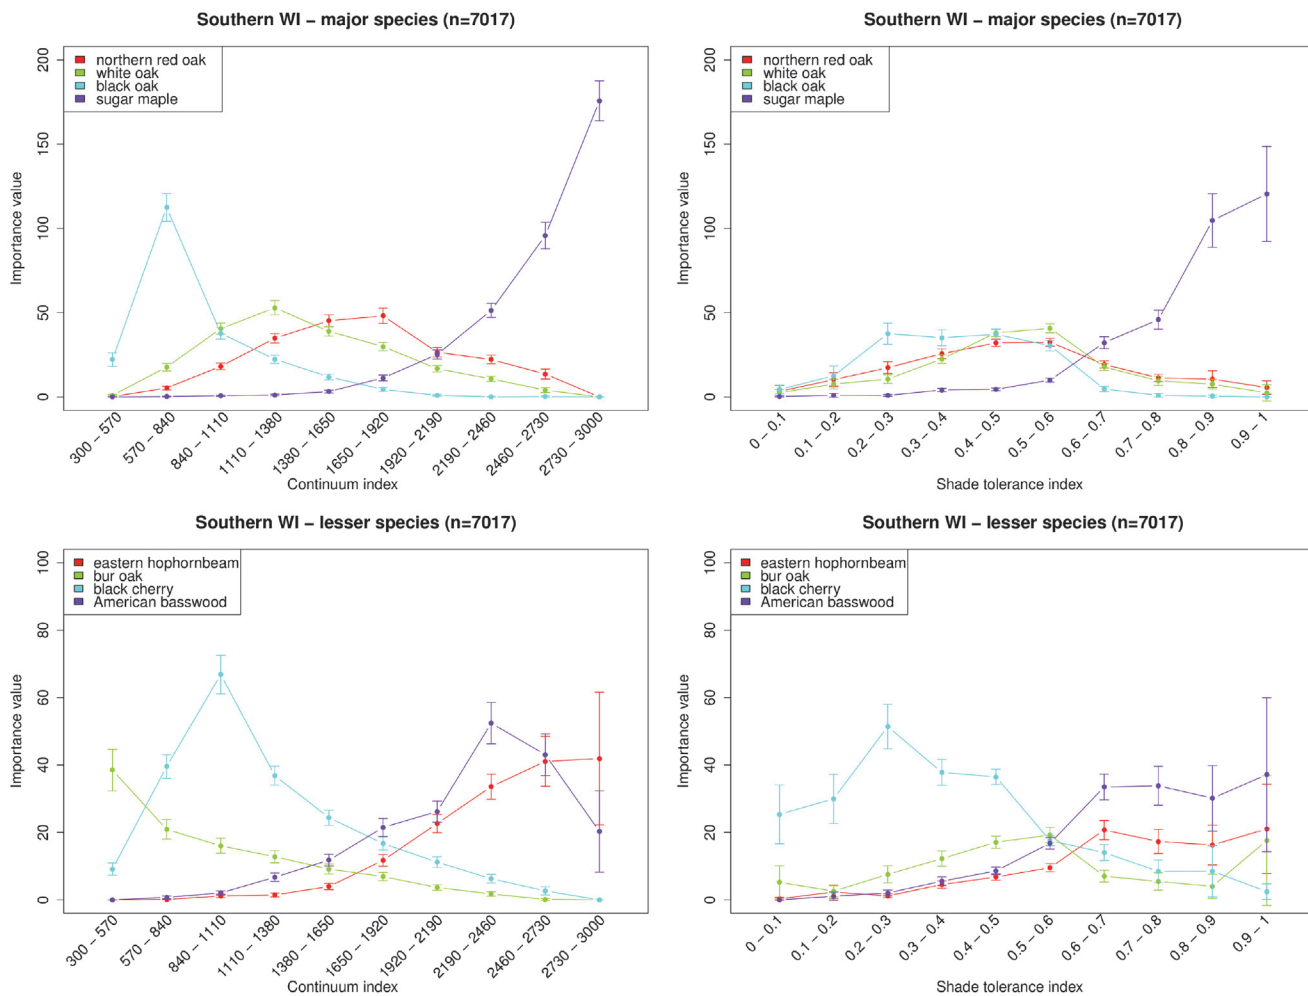 Southern WI – major species (n=7017)
northern red oak
white oak
black oak
sugar maple
Importance value
0
50
100
150
200
300 – 570
570 – 840
840 – 1110
1110 – 1380
1380 – 1650
1650 – 1920
1920 – 2190
2190 – 2460
2460 – 2730
2730 – 3000
Continuum index
Southern WI – major species (n=7017)
northern red oak
white oak
black oak
sugar maple
Importance value
0
50
100
150
200
0 – 0.1
0.1 – 0.2
0.2 – 0.3
0.3 – 0.4
0.4 – 0.5
0.5 – 0.6
0.6 – 0.7
0.7 – 0.8
0.8 – 0.9
0.9 – 1
Shade tolerance index
Southern WI – lesser species (n=7017)
eastern hophornbeam
bur oak
black cherry
American basswood
Importance value
0
20
40
60
80
100
300 – 570
570 – 840
840 – 1110
1110 – 1380
1380 – 1650
1650 – 1920
1920 – 2190
2190 – 2460
2460 – 2730
2730 – 3000
Continuum index
Southern WI – lesser species (n=7017)
eastern hophornbeam
bur oak
black cherry
American basswood
Importance value
0
20
40
60
80
100
0 – 0.1
0.1 – 0.2
0.2 – 0.3
0.3 – 0.4
0.4 – 0.5
0.5 – 0.6
0.6 – 0.7
0.7 – 0.8
0.8 – 0.9
0.9 – 1
Shade tolerance index